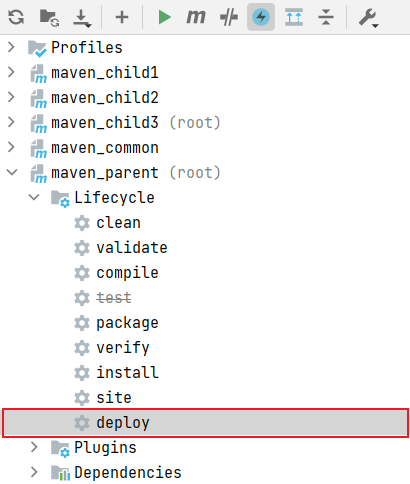 Profiles
maven_child1
maven_child2
maven_child3 (root)
maven_common
maven_parent (root)
Lifecycle
clean
validate
compile
test
package
verify
install
site
deploy
Plugins
Dependencies